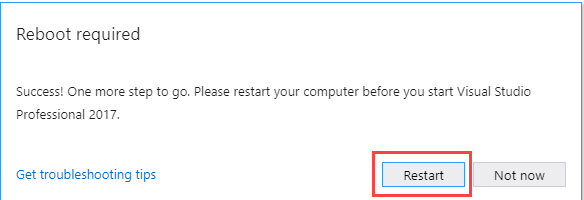 Reboot required
Success! One more step to go. Please restart your computer before you start Visual Studio
Professional 2017.
Get troubleshooting tips
Restart
Not now